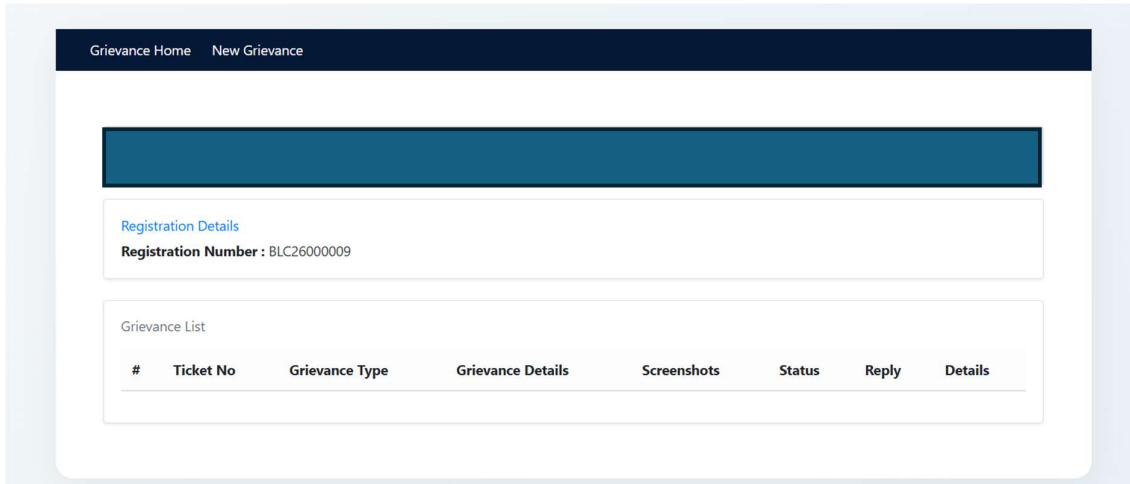 Grievance Home New Grievance
Registration Details
Registration Number : BLC26000009
Grievance List
# Ticket No Grievance Type Grievance Details Screenshots Status Reply Details